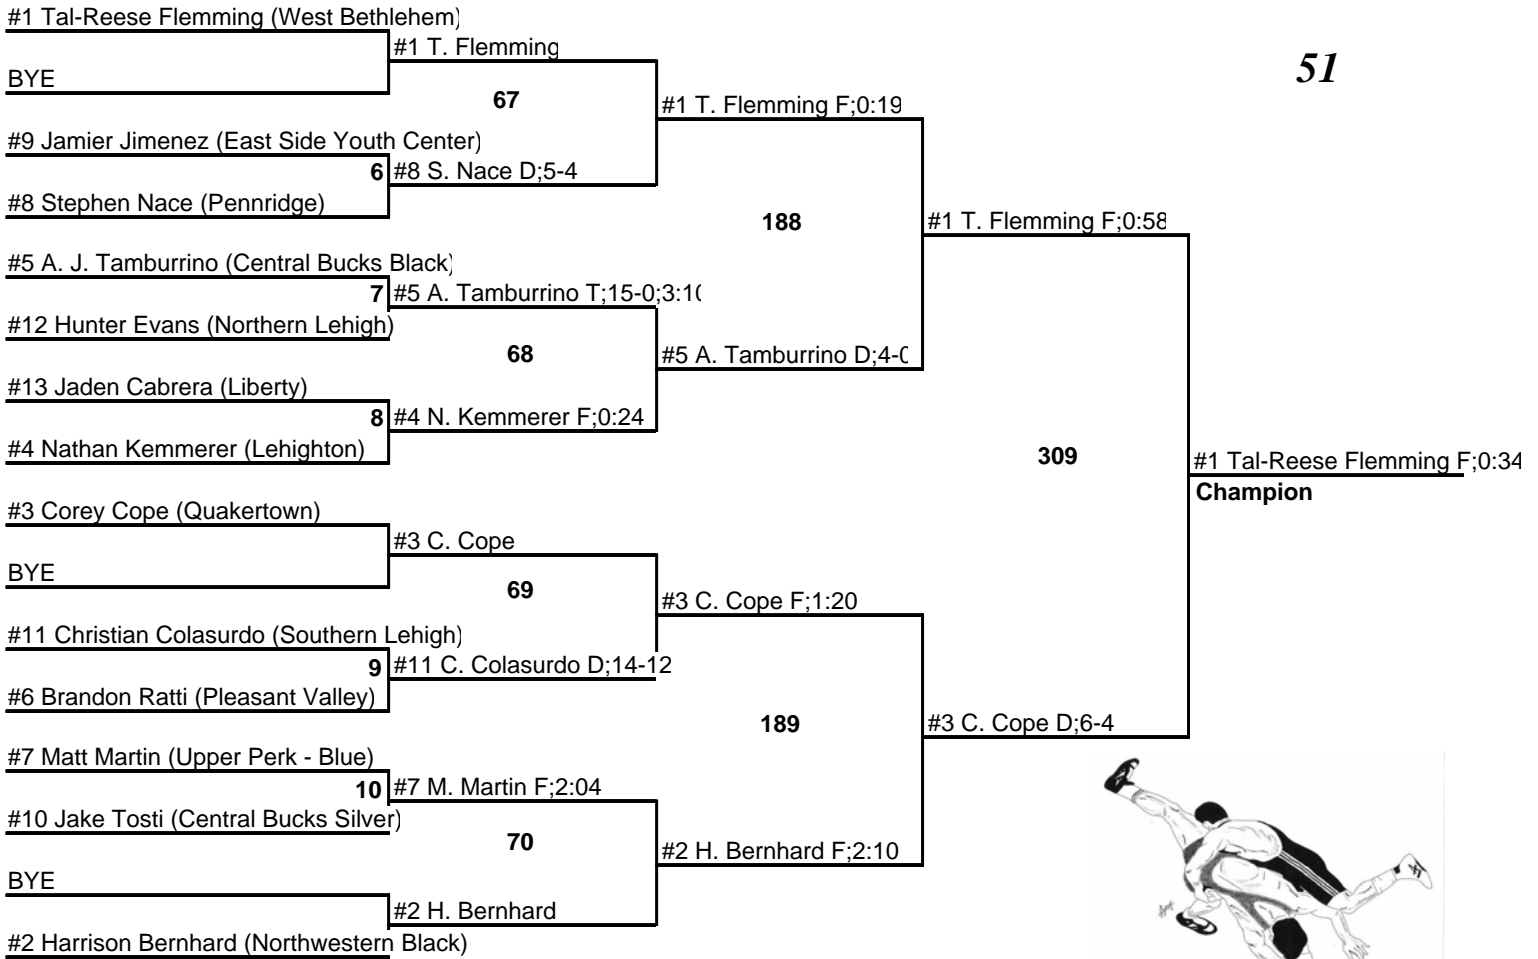 #1 Tal-Reese Flemming (West Bethlehem)
#1 T. Flemming
BYE
51
67
#1 T. Flemming F;0:19
#9 Jamier Jimenez (East Side Youth Center)
6
#8 S. Nace D;5-4
#8 Stephen Nace (Pennridge)
188
#1 T. Flemming F;0:58
#5 A. J. Tamburrino (Central Bucks Black)
7
#5 A. Tamburrino T;15-0;3:10
#12 Hunter Evans (Northern Lehigh)
68
#5 A. Tamburrino D;4-0
#13 Jaden Cabrera (Liberty)
8
#4 N. Kemmerer F;0:24
#4 Nathan Kemmerer (Lehighton)
309
#1 Tal-Reese Flemming F;0:34
Champion
#3 Corey Cope (Quakertown)
#3 C. Cope
BYE
69
#3 C. Cope F;1:20
#11 Christian Colasurdo (Southern Lehigh)
9
#11 C. Colasurdo D;14-12
#6 Brandon Ratti (Pleasant Valley)
189
#3 C. Cope D;6-4
#7 Matt Martin (Upper Perk - Blue)
10
#7 M. Martin F;2:04
#10 Jake Tosti (Central Bucks Silver)
70
#2 H. Bernhard F;2:10
BYE
#2 H. Bernhard
#2 Harrison Bernhard (Northwestern Black)